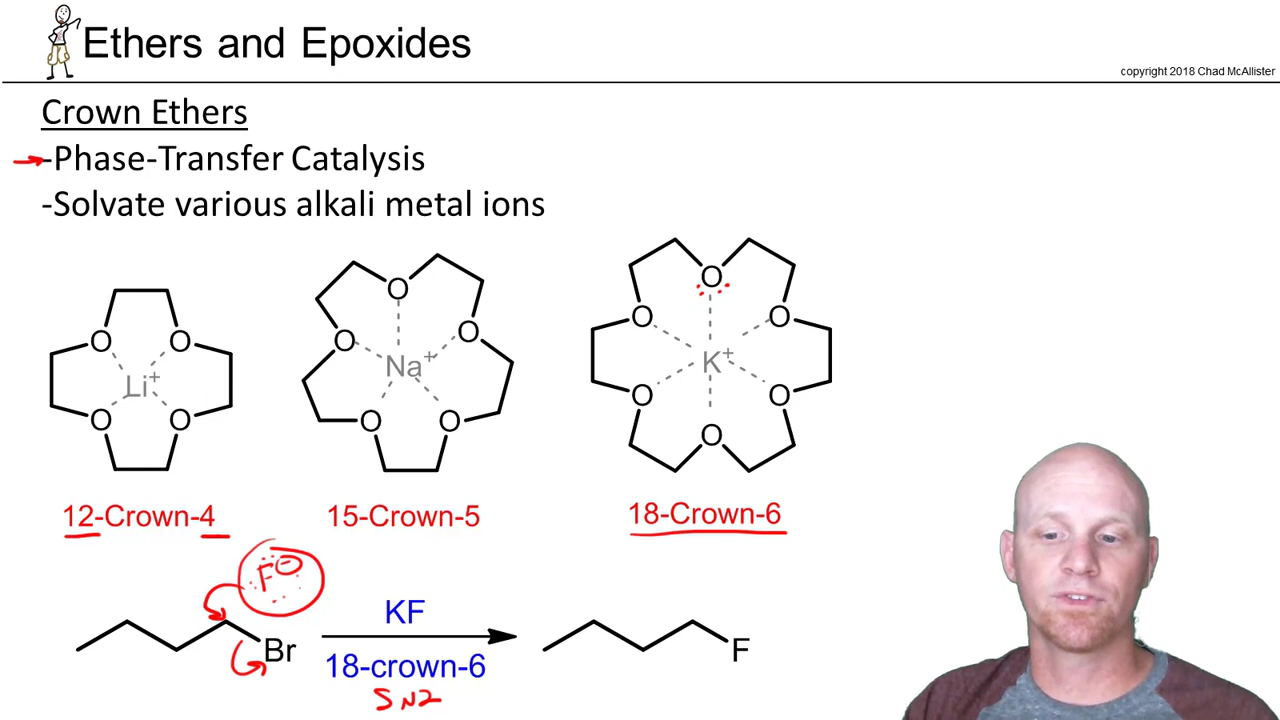 Ethers and Epoxides
copyright 2018 Chad McAllister
Crown Ethers
-Phase-Transfer Catalysis
-Solvate various alkali metal ions
O O Li+ O O
O O O Na+ O O
O O O K+ O O O
12-Crown-4 15-Crown-5 18-Crown-6
F⊖
Br KF F
18-crown-6
SN2